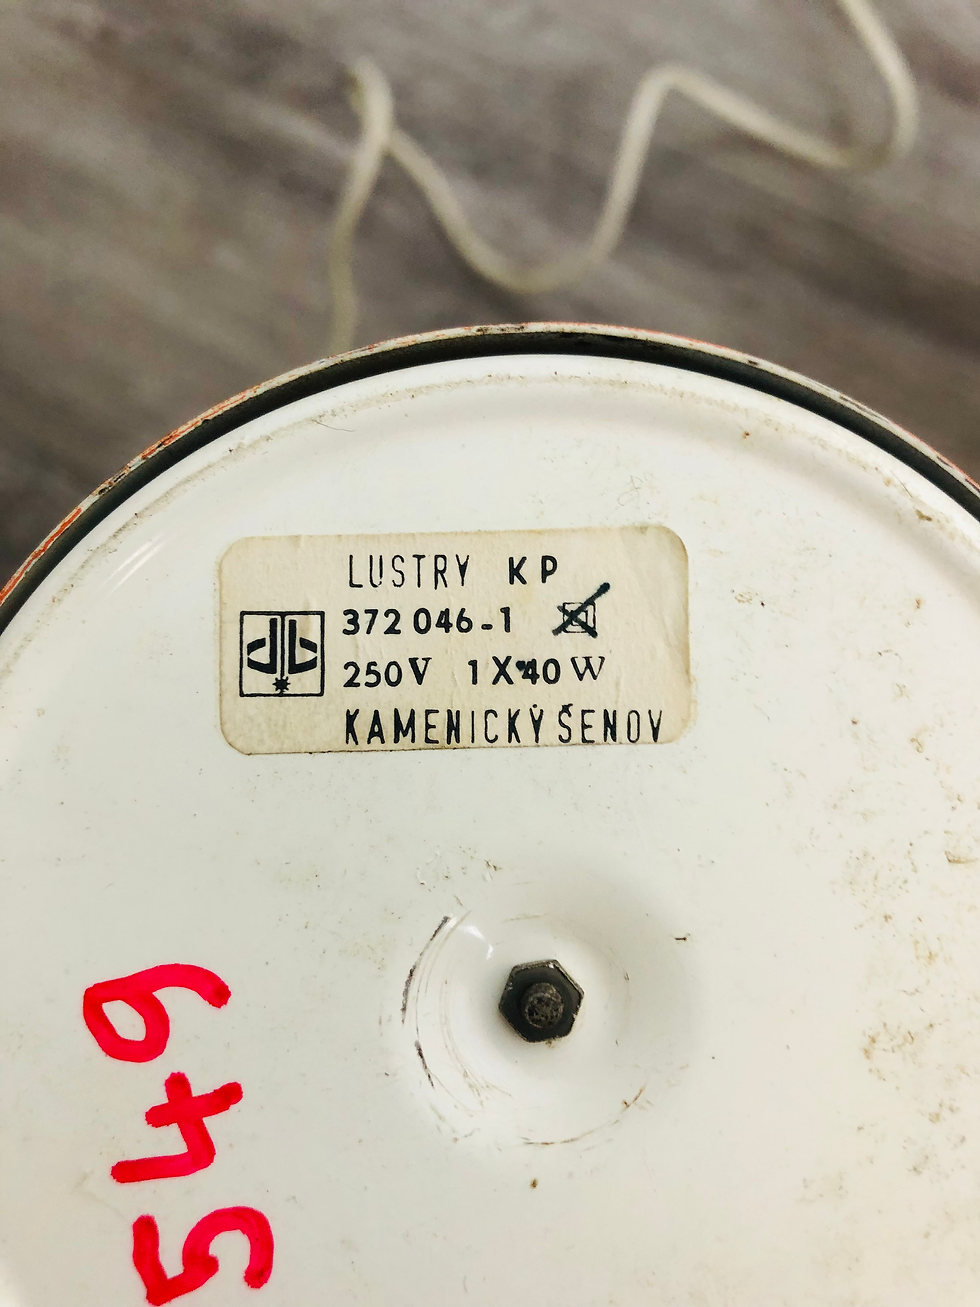 LUSTRY KP
372 046-1
250V 1X40W
KAMENICKÝ ŠENOV
549